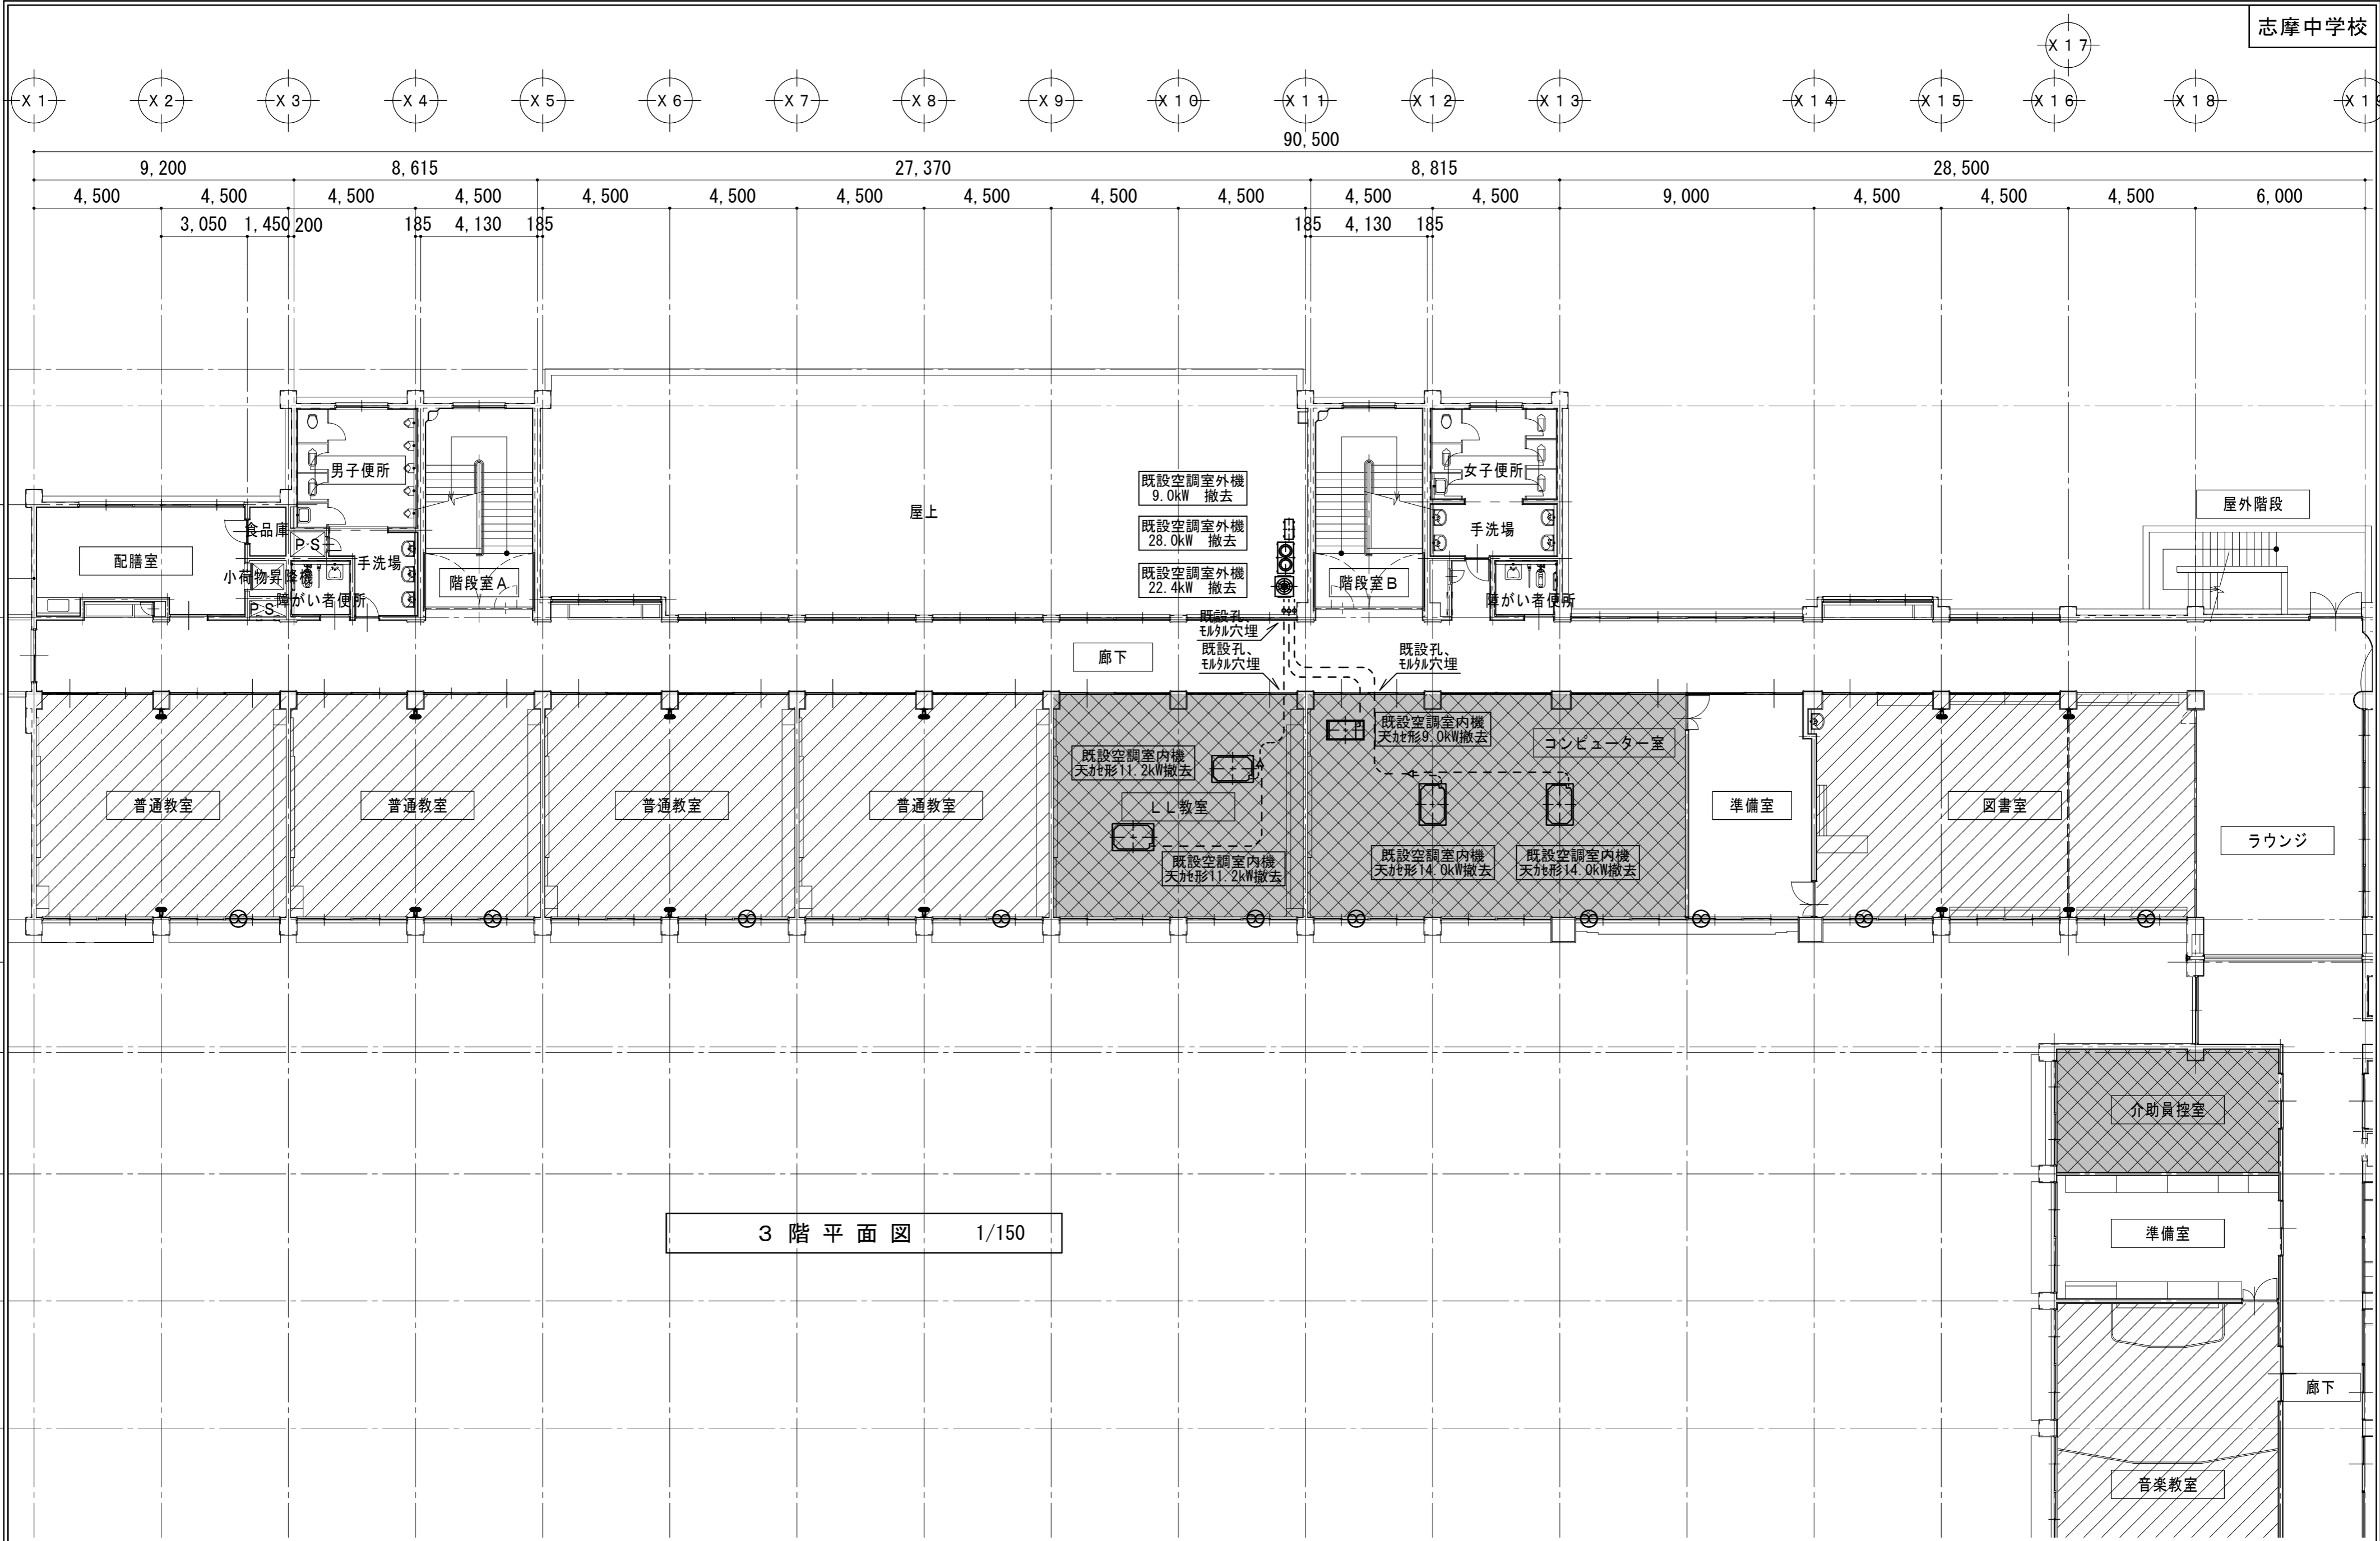 志摩中学校
X17
X1 X2 X3 X4 X5 X6 X7 X8 X9 X10 X11 X12 X13 X14 X15 X16 X18
90,500
9,200 8,615 27,370 8,815 28,500
4,500 4,500 4,500 4,500 4,500 4,500 4,500 4,500 4,500 4,500 4,500 4,500 9,000 4,500 4,500 4,500 6,000
3,050 1,450 200 185 4,130 185 185 4,130 185
男子便所
女子便所
既設空調室外機
9.0kW 撤去
屋外階段
屋上
既設空調室外機
28.0kW 撤去
食品庫
P.S
手洗場
手洗場
配膳室
小荷物昇降機
階段室A
既設空調室外機
22.4kW 撤去
階段室B
P.S
障がい者便所
障がい者便所
既設孔、
モルタル穴埋
廊下
既設孔、
モルタル穴埋
既設孔、
モルタル穴埋
既設空調室内機
天カセ形9.0kW撤去
コンピューター室
既設空調室内機
天カセ形11.2kW撤去
普通教室
普通教室
普通教室
普通教室
LL教室
準備室
図書室
ラウンジ
既設空調室内機
天カセ形11.2kW撤去
既設空調室内機
天カセ形14.0kW撤去
既設空調室内機
天カセ形14.0kW撤去
介助員控室
3階平面図 1/150
準備室
廊下
音楽教室